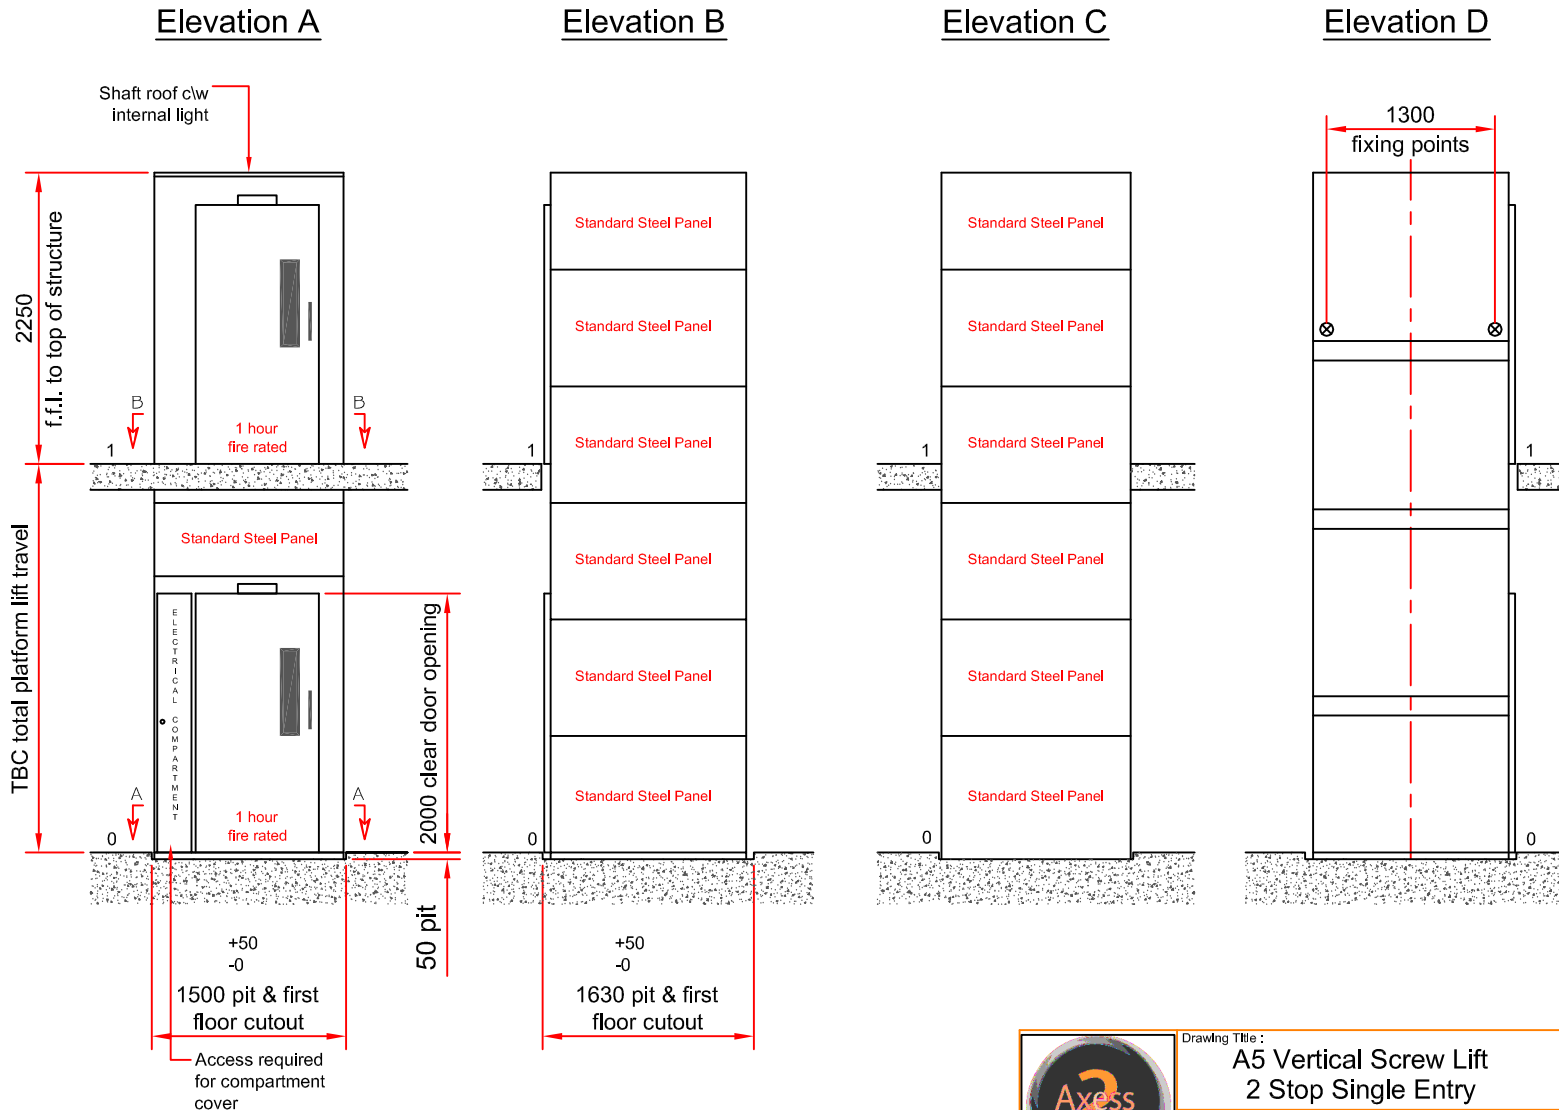 Elevation A
Elevation B
Elevation C
Elevation D
Shaft roof c\w
internal light
1300
fixing points
2250
f.f.l. to top of structure
B
B
1 hour
fire rated
1
TBC total platform lift travel
Standard Steel Panel
ELECTRICAL COMPARTMENT
A
A
1 hour
fire rated
0
2000 clear door opening
50 pit
+50
-0
1500 pit & first
floor cutout
Access required
for compartment
cover
Standard Steel Panel
Standard Steel Panel
Standard Steel Panel
Standard Steel Panel
Standard Steel Panel
Standard Steel Panel
1
0
+50
-0
1630 pit & first
floor cutout
Standard Steel Panel
Standard Steel Panel
Standard Steel Panel
Standard Steel Panel
Standard Steel Panel
Standard Steel Panel
1
0
1
0
Axess
2
Drawing Title :
A5 Vertical Screw Lift
2 Stop Single Entry